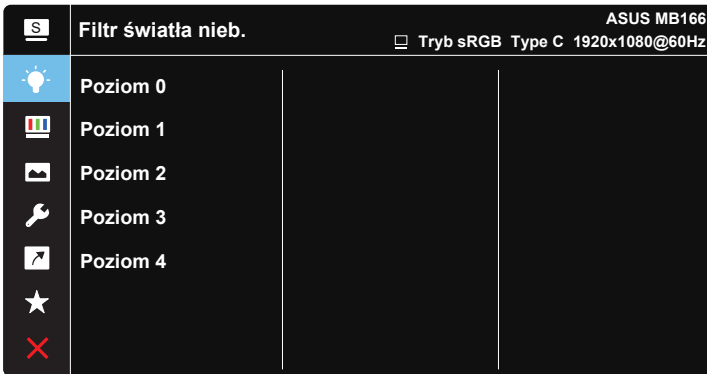 S
Filtr światła nieb.
ASUS MB166
Tryb sRGB Type C 1920x1080@60Hz
Poziom 0
Poziom 1
Poziom 2
Poziom 3
Poziom 4